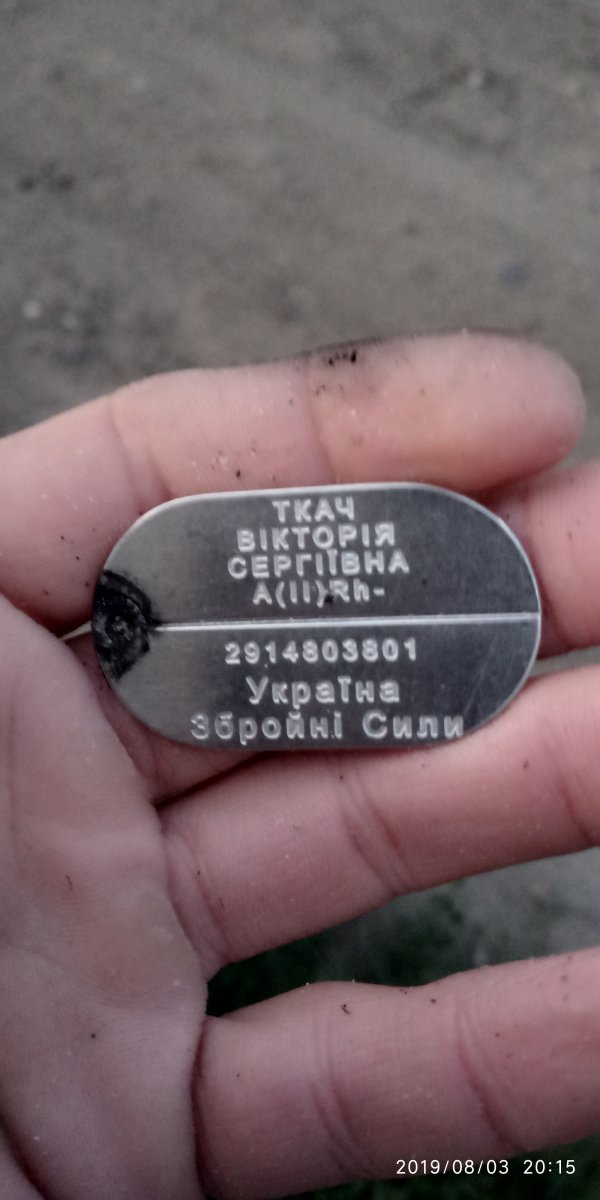 ТКАЧ
ВІКТОРІЯ
СЕРГІЇВНА
А(II)Rh-
2914803801
Україна
Збройні Сили
2019/08/03 20:15